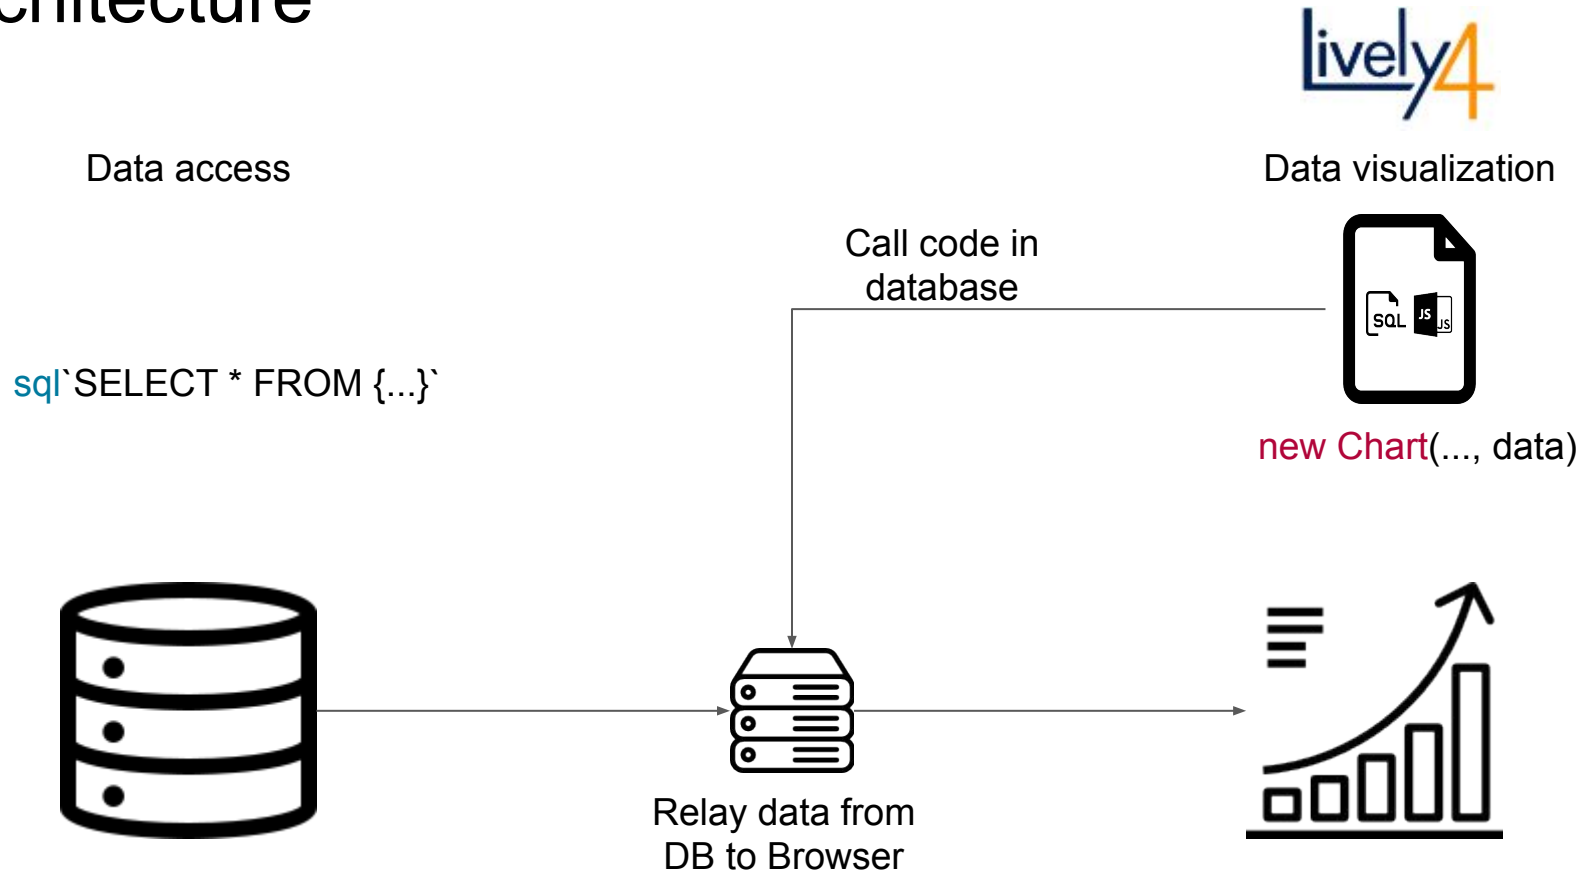 chitecture
lively4
Data access
Data visualization
Call code in
database
SQL JS JS
sql`SELECT * FROM {...}`
new Chart(..., data)
Relay data from
DB to Browser